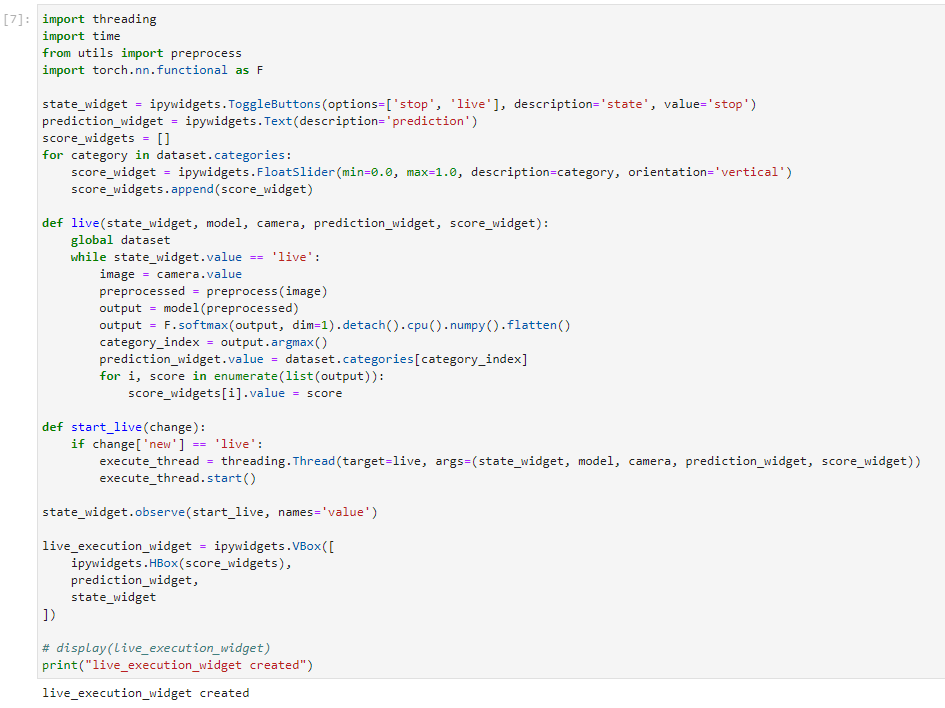 [7]: import threading
import time
from utils import preprocess
import torch.nn.functional as F

state_widget = ipywidgets.ToggleButtons(options=['stop', 'live'], description='state', value='stop')
prediction_widget = ipywidgets.Text(description='prediction')
score_widgets = []
for category in dataset.categories:
    score_widget = ipywidgets.FloatSlider(min=0.0, max=1.0, description=category, orientation='vertical')
    score_widgets.append(score_widget)

def live(state_widget, model, camera, prediction_widget, score_widget):
    global dataset
    while state_widget.value == 'live':
        image = camera.value
        preprocessed = preprocess(image)
        output = model(preprocessed)
        output = F.softmax(output, dim=1).detach().cpu().numpy().flatten()
        category_index = output.argmax()
        prediction_widget.value = dataset.categories[category_index]
        for i, score in enumerate(list(output)):
            score_widgets[i].value = score

def start_live(change):
    if change['new'] == 'live':
        execute_thread = threading.Thread(target=live, args=(state_widget, model, camera, prediction_widget, score_widget))
        execute_thread.start()

state_widget.observe(start_live, names='value')

live_execution_widget = ipywidgets.VBox([
    ipywidgets.HBox(score_widgets),
    prediction_widget,
    state_widget
])

# display(live_execution_widget)
print("live_execution_widget created")
live_execution_widget created